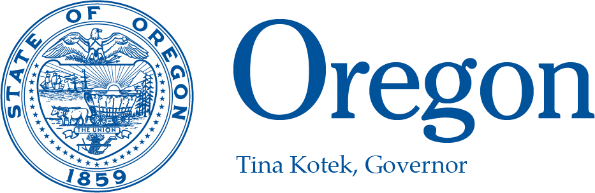 STATE OF OREGON
THE UNION
1859
Oregon
Tina Kotek, Governor